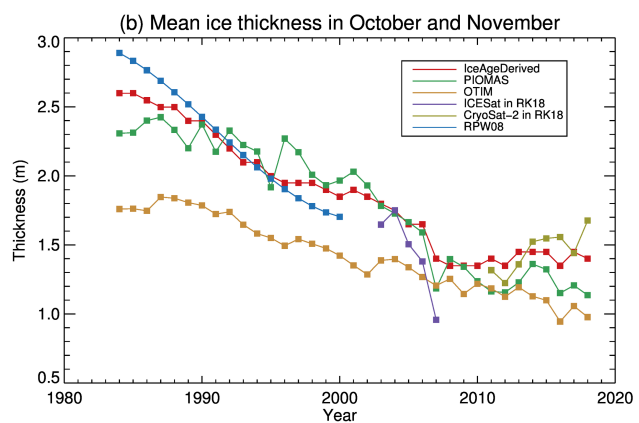 (b) Mean ice thickness in October and November
3.0
2.5
2.0
1.5
1.0
0.5
Thickness (m)
IceAgeDerived
PIOMAS
OTIM
ICESat in RK18
CryoSat-2 in RK18
RPW08
1980
1990
2000
2010
2020
Year